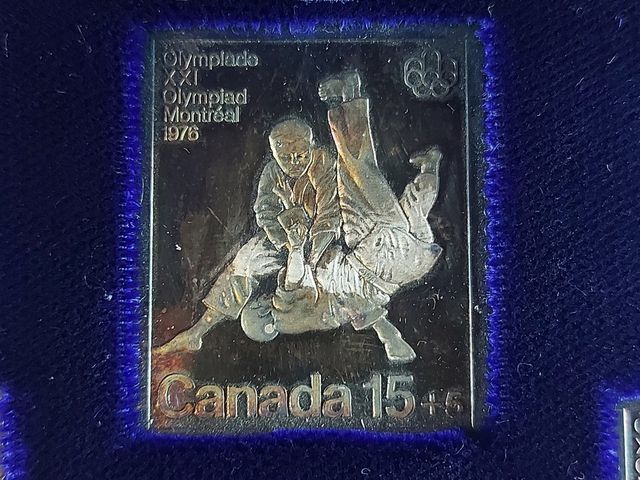 Olympiade
XXI
Olympiad
Montréal
1976
Canada 15+5